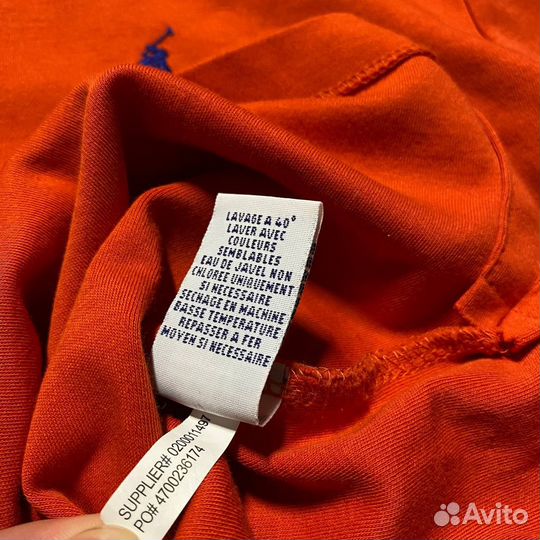 LAVAGE A 40°
LAVER AVEC
COULEURS
SEMBLABLES
EAU DE JAVEL NON
CHLOREE UNIQUEMENT
SI NECESSAIRE
SECHAGE EN MACHINE
BASSE TEMPERATURE
REPASSER A FER
MOYEN SI NECESSAIRE
SUPPLIER# 0200011497
PO# 4700236174
Avito